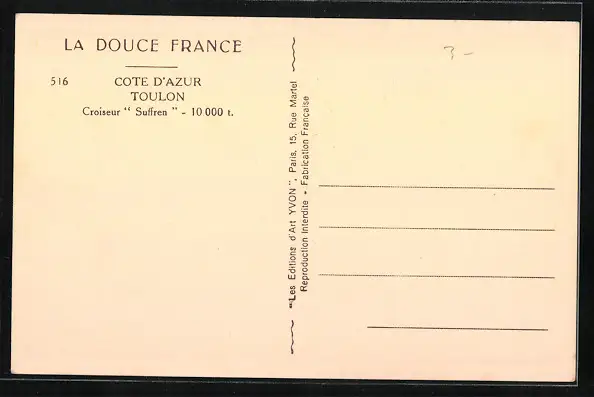 LA DOUCE FRANCE
516 COTE D'AZUR
TOULON
Croiseur “ Suffren ” - 10 000 t.
"Les Editions d'Art YVON", Paris, 15, Rue Martel
Reproduction Interdite + Fabrication Française
3-